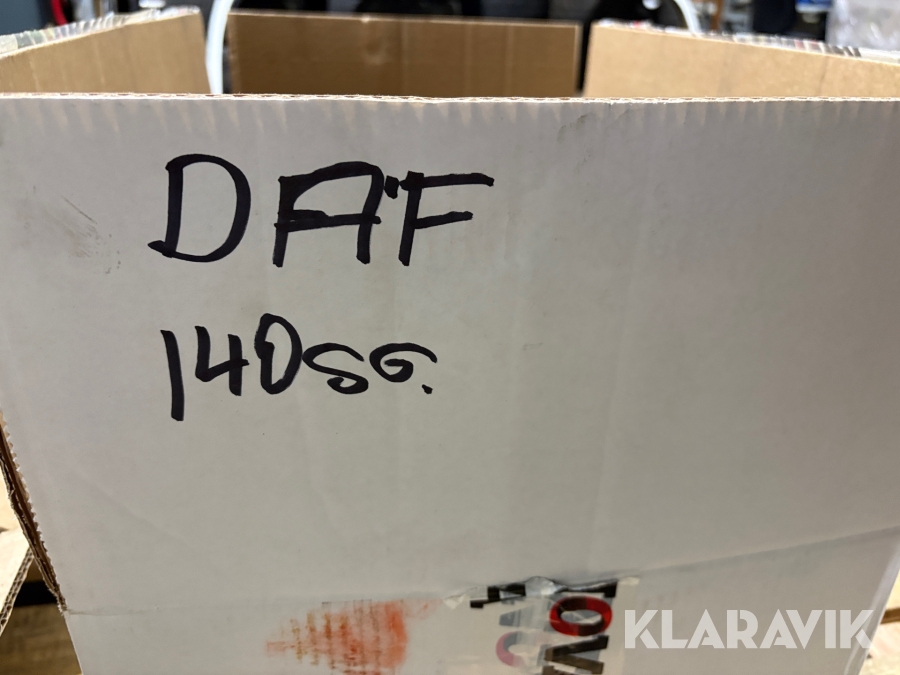 DAF
140SG.
KLARAVIK